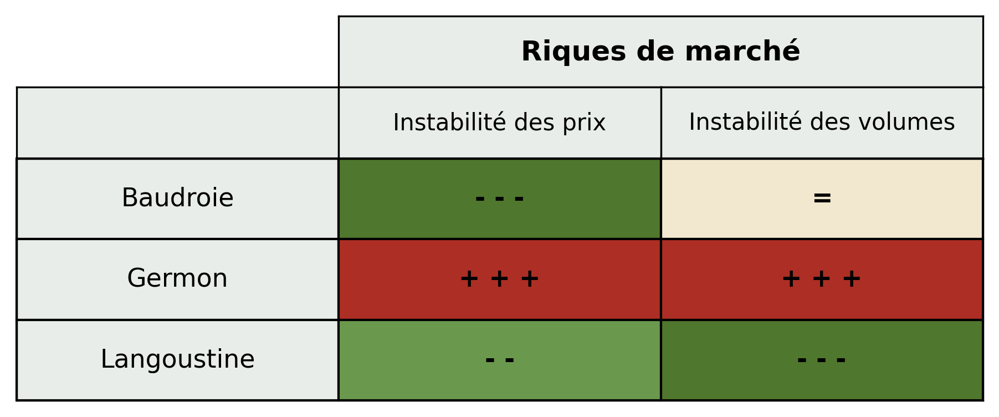 Riques de marché
Instabilité des prix Instabilité des volumes
Baudroie - - - =
Germon + + + + + +
Langoustine - - - - -